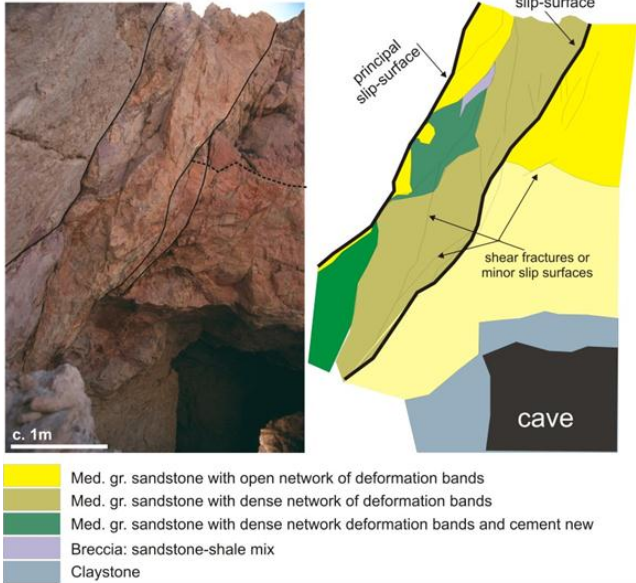 slip-surface
principal
slip-surface
shear fractures or
minor slip surfaces
cave
c. 1m
Med. gr. sandstone with open network of deformation bands
Med. gr. sandstone with dense network of deformation bands
Med. gr. sandstone with dense network deformation bands and cement new
Breccia: sandstone-shale mix
Claystone